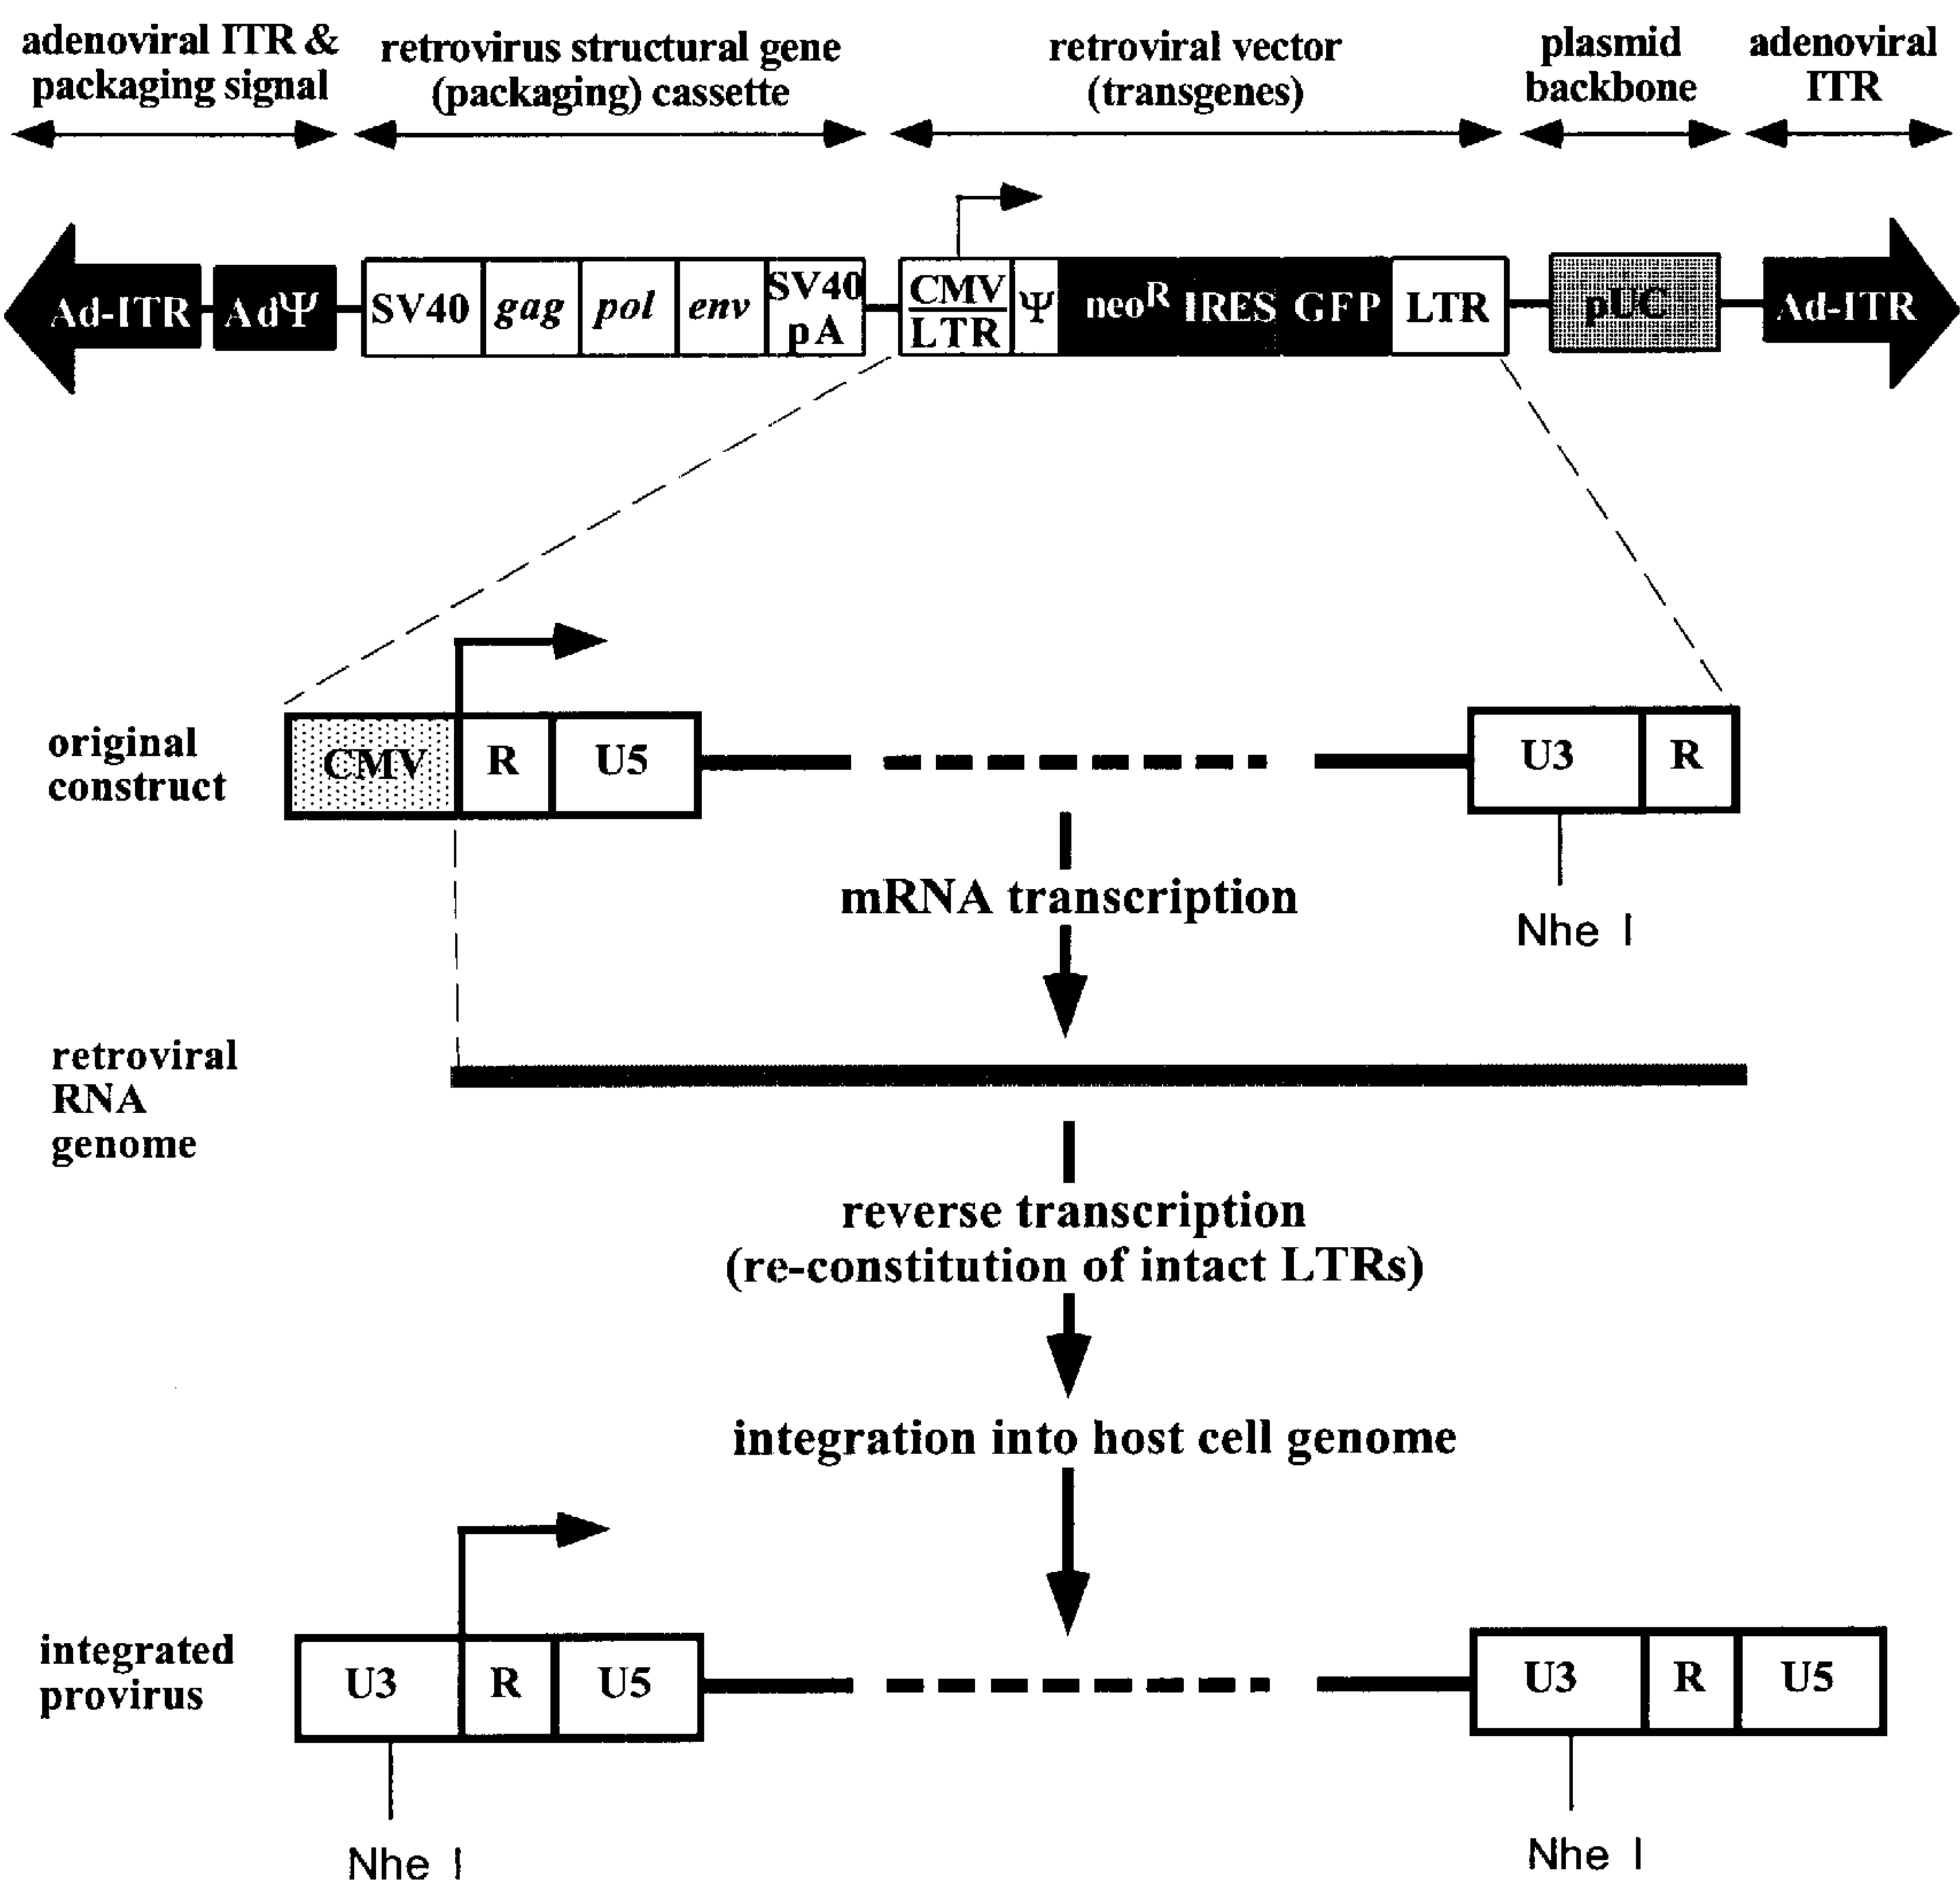 adenoviral ITR &
packaging signal
retrovirus structural gene
(packaging) cassette
retroviral vector
(transgenes)
plasmid
backbone
adenoviral
ITR
Ad-ITR
AdΨ
SV40
gag
pol
env
SV40
pA
CMV
LTR
Ψ
neoR
IRES
GFP
LTR
pUC
Ad-ITR
original
construct
CMV
R
U5
U3
R
mRNA transcription
Nhe I
retroviral
RNA
genome
reverse transcription
(re-constitution of intact LTRs)
integration into host cell genome
integrated
provirus
U3
R
U5
U3
R
U5
Nhe I
Nhe I